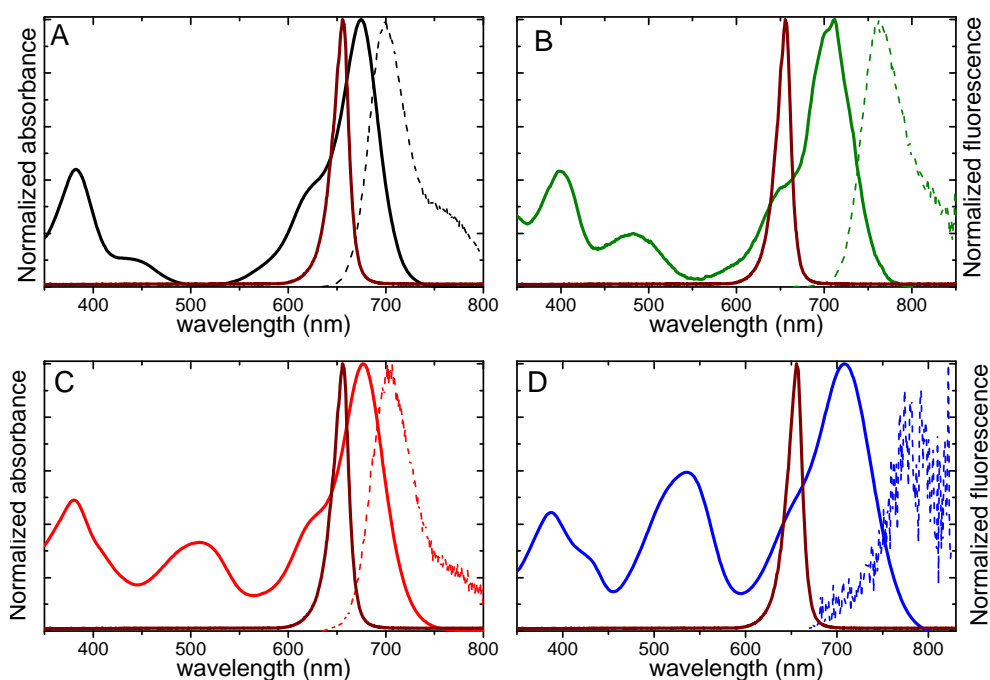 A
B
Normalized absorbance
Normalized fluorescence
400 500 600 700 800
400 500 600 700 800
wavelength (nm)
wavelength (nm)
C
D
Normalized absorbance
Normalized fluorescence
400 500 600 700 800
400 500 600 700 800
wavelength (nm)
wavelength (nm)